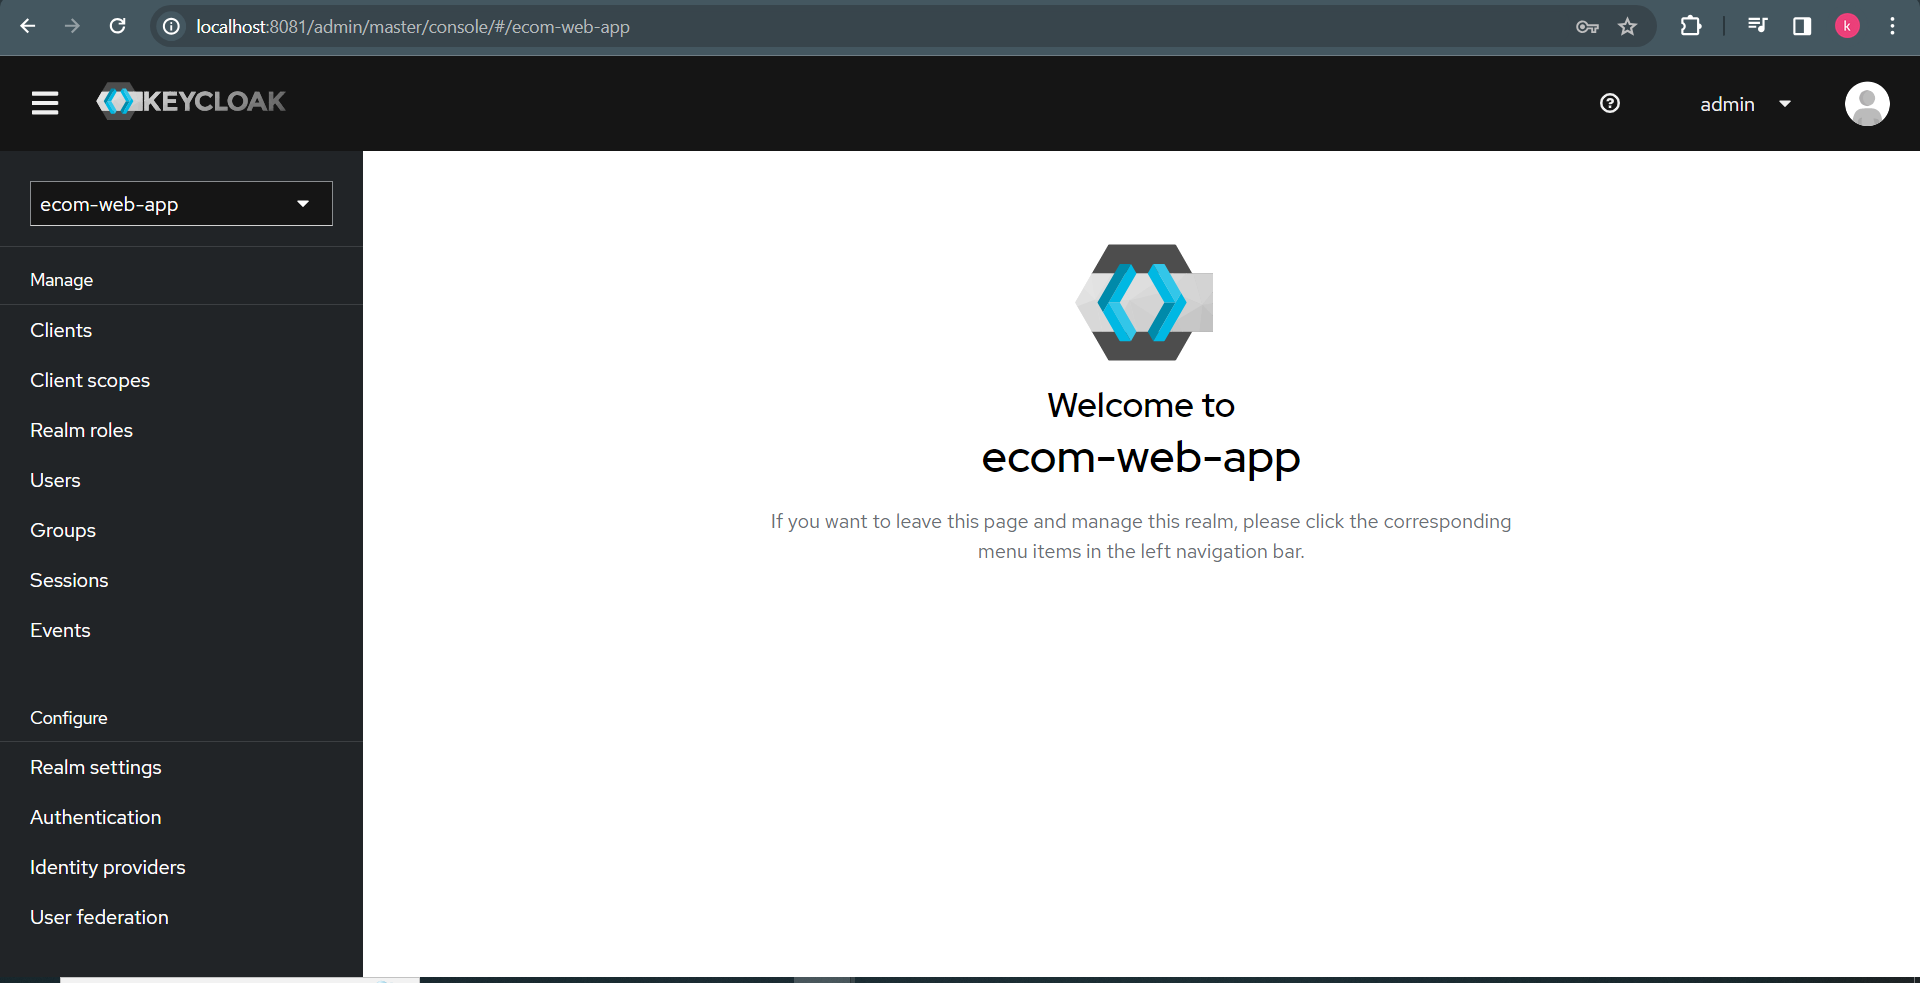 localhost:8081/admin/master/console/#/ecom-web-app
k
KEYCLOAK
admin
ecom-web-app
Manage
Clients
Client scopes
Realm roles
Users
Groups
Sessions
Events
Configure
Realm settings
Authentication
Identity providers
User federation
Welcome to
ecom-web-app
If you want to leave this page and manage this realm, please click the corresponding
menu items in the left navigation bar.